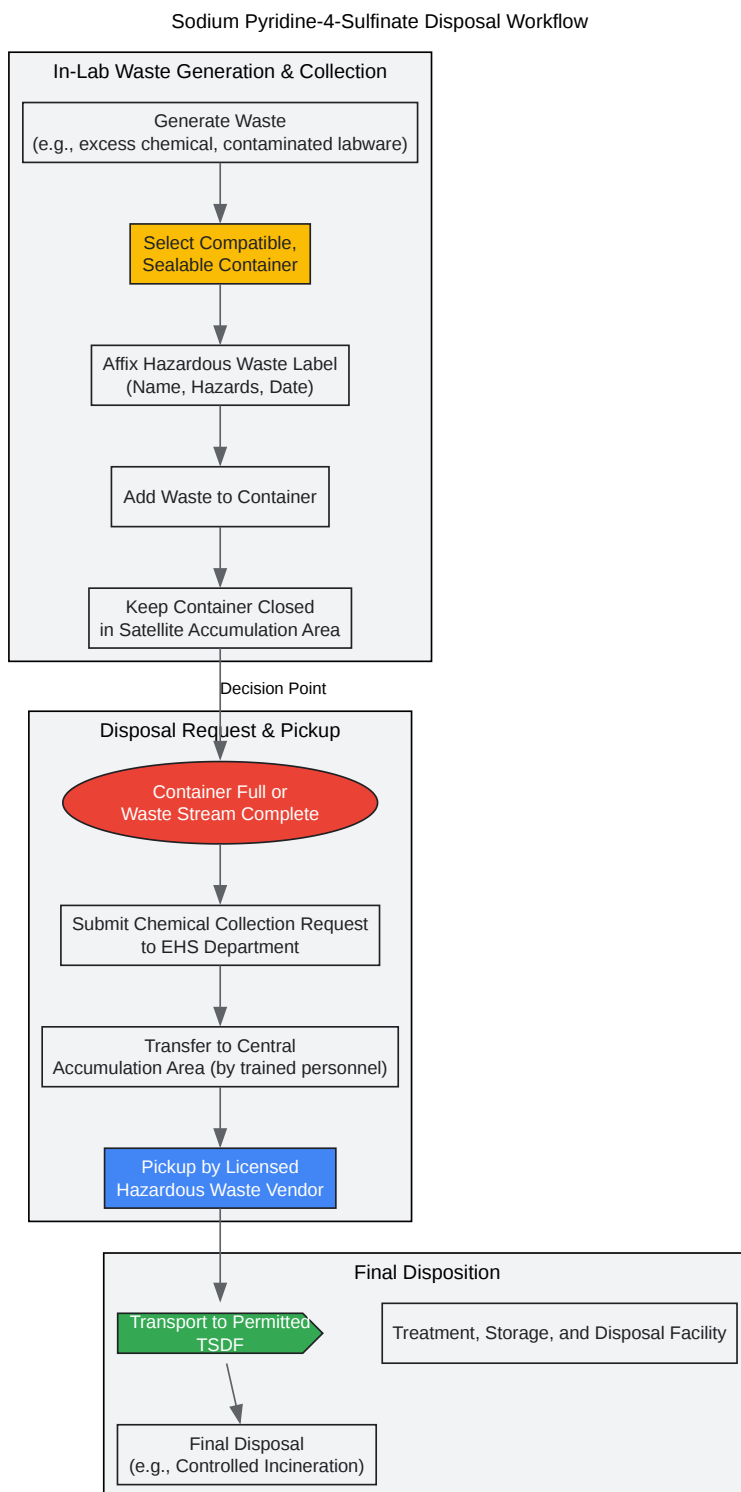 Sodium Pyridine-4-Sulfinate Disposal Workflow
In-Lab Waste Generation & Collection
Generate Waste
(e.g., excess chemical, contaminated labware)
Select Compatible,
Sealable Container
Affix Hazardous Waste Label
(Name, Hazards, Date)
Add Waste to Container
Keep Container Closed
in Satellite Accumulation Area
Decision Point
Disposal Request & Pickup
Container Full or
Waste Stream Complete
Submit Chemical Collection Request
to EHS Department
Transfer to Central
Accumulation Area (by trained personnel)
Pickup by Licensed
Hazardous Waste Vendor
Final Disposition
Transport to Permitted
TSDF
Treatment, Storage, and Disposal Facility
Final Disposal
(e.g., Controlled Incineration)